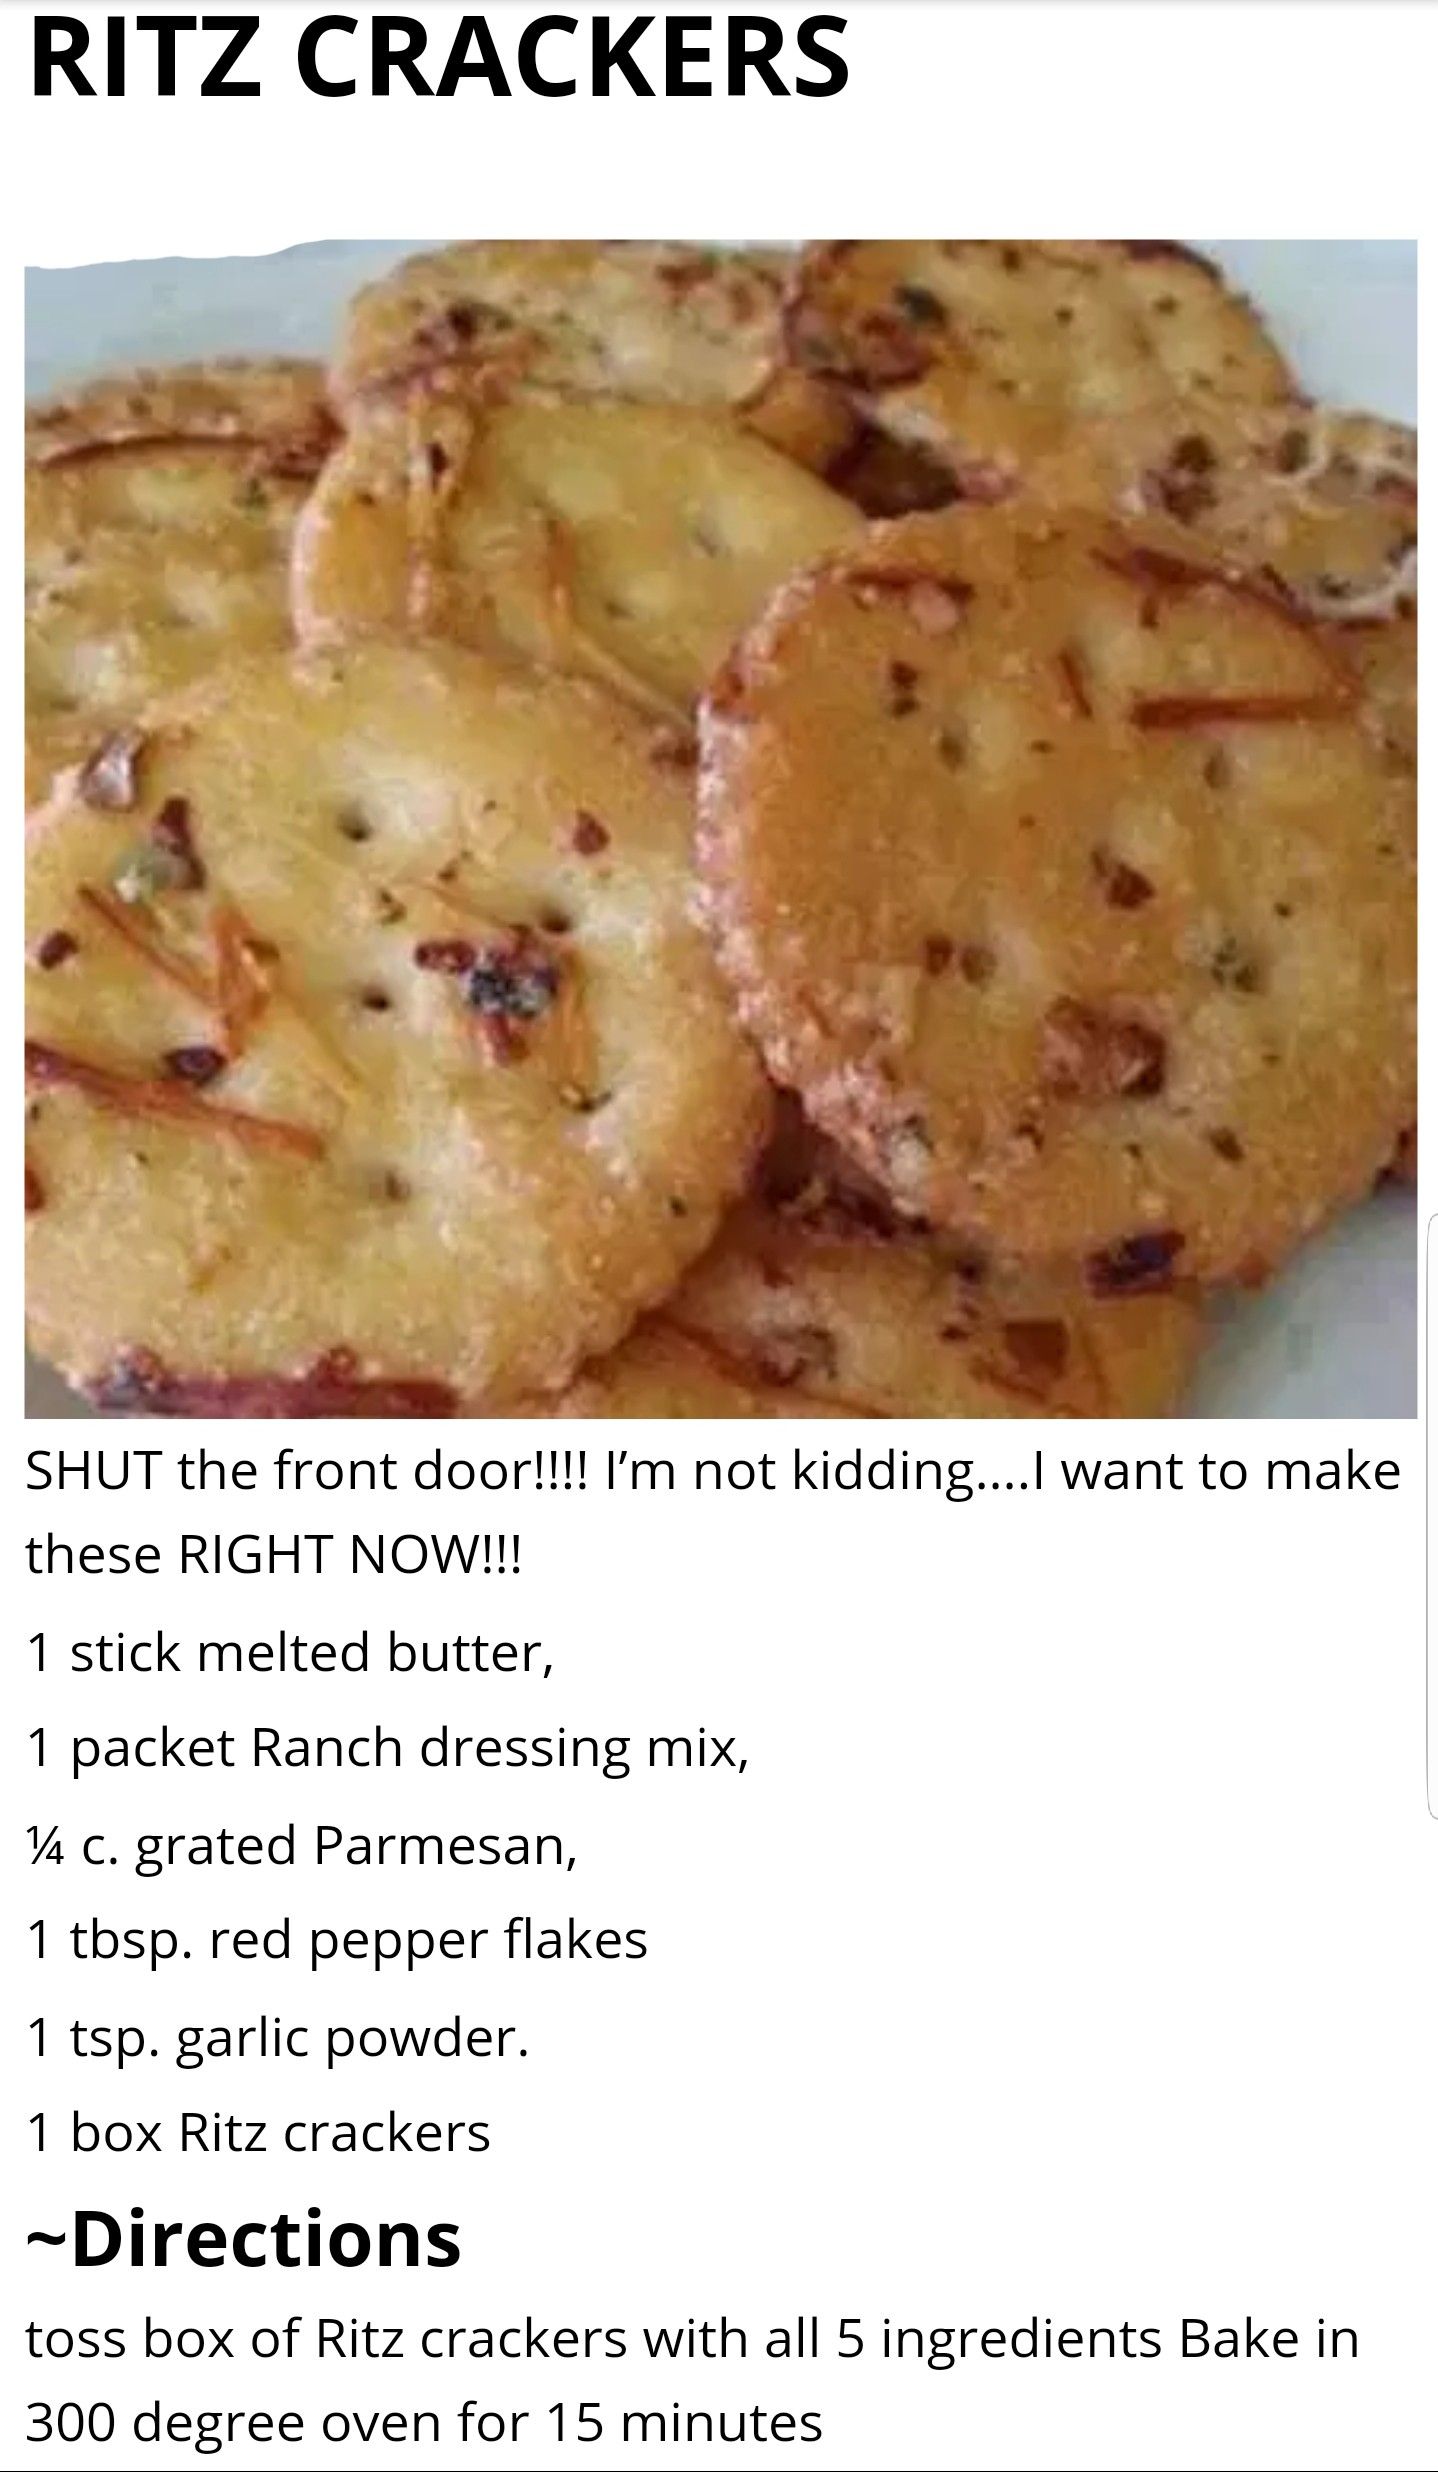 RITZ CRACKERS
SHUT the front door!!!! I’m not kidding....I want to make
these RIGHT NOW!!!
1 stick melted butter,
1 packet Ranch dressing mix,
¼ c. grated Parmesan,
1 tbsp. red pepper flakes
1 tsp. garlic powder.
1 box Ritz crackers
~Directions
toss box of Ritz crackers with all 5 ingredients Bake in
300 degree oven for 15 minutes